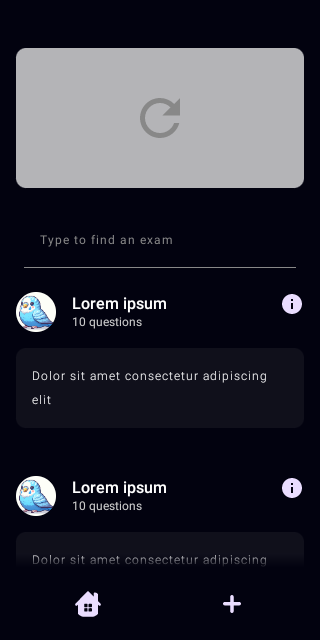 Type to find an exam
Lorem ipsum
10 questions
Dolor sit amet consectetur adipiscing
elit
Lorem ipsum
10 questions
Dolor sit amet consectetur adipiscing